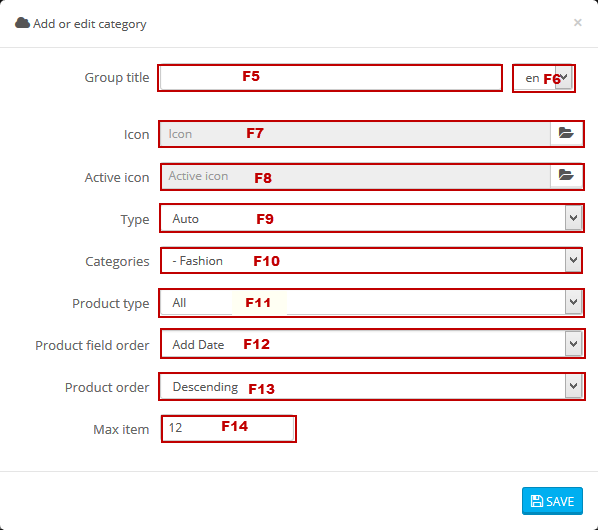 Add or edit category ×
Group title F5 en F6
Icon Icon F7
Active icon Active icon F8
Type Auto F9
Categories - Fashion F10
Product type All F11
Product field order Add Date F12
Product order Descending F13
Max item 12 F14
SAVE